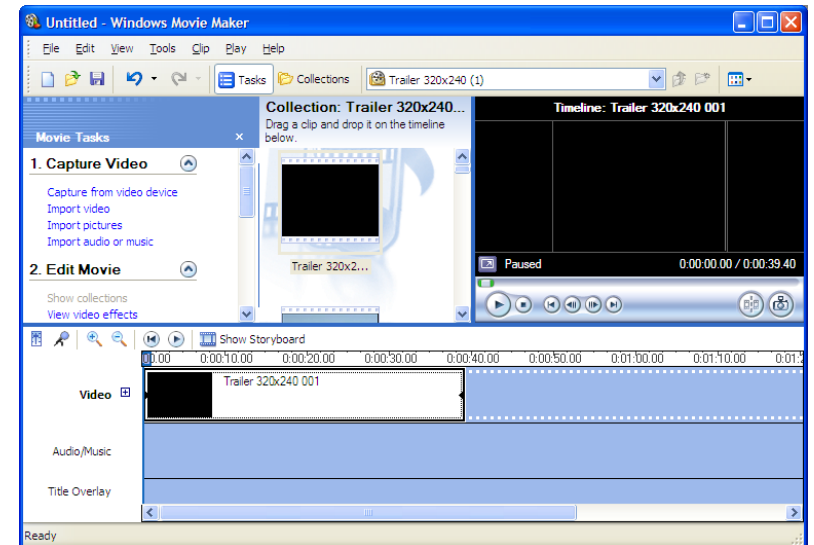 Untitled - Windows Movie Maker
File Edit View Tools Clip Play Help
Tasks Collections Trailer 320x240 (1)
Movie Tasks ×
1. Capture Video
Capture from video device
Import video
Import pictures
Import audio or music
2. Edit Movie
Show collections
View video effects
Collection: Trailer 320x240...
Drag a clip and drop it on the timeline
below.
Trailer 320x2...
Timeline: Trailer 320x240 001
Paused 0:00:00.00 / 0:00:39.40
Show Storyboard
0:00:10.00 0:00:20.00 0:00:30.00 0:00:40.00 0:00:50.00 0:01:00.00 0:01:10.00
Video
Trailer 320x240 001
Audio/Music
Title Overlay
Ready